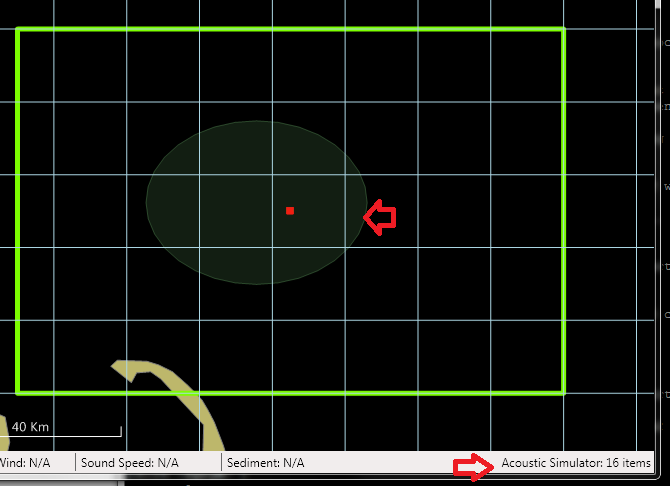 40 Km
Wind: N/A Sound Speed: N/A Sediment: N/A Acoustic Simulator: 16 items